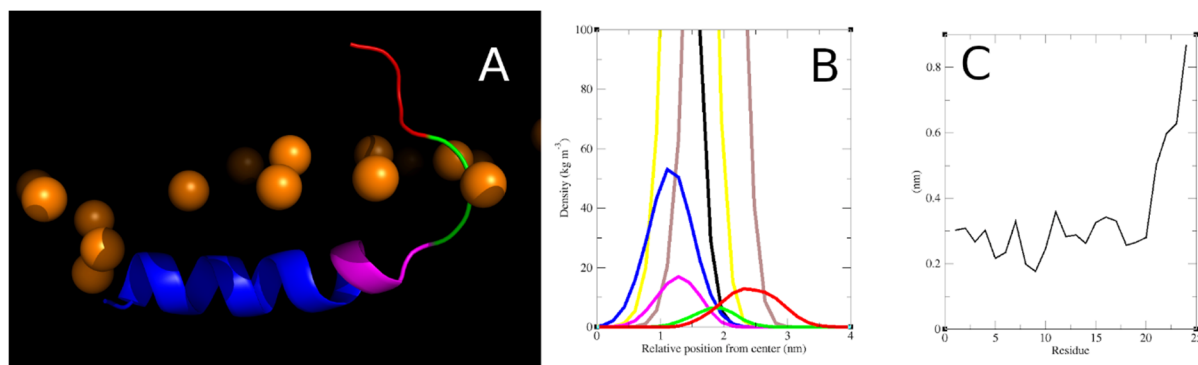 A
B
100
80
60
40
20
0
Density (kg m⁻³)
0 1 2 3 4
Relative position from center (nm)
C
0.8
0.6
0.4
0.2
0
(nm)
0 5 10 15 20 25
Residue